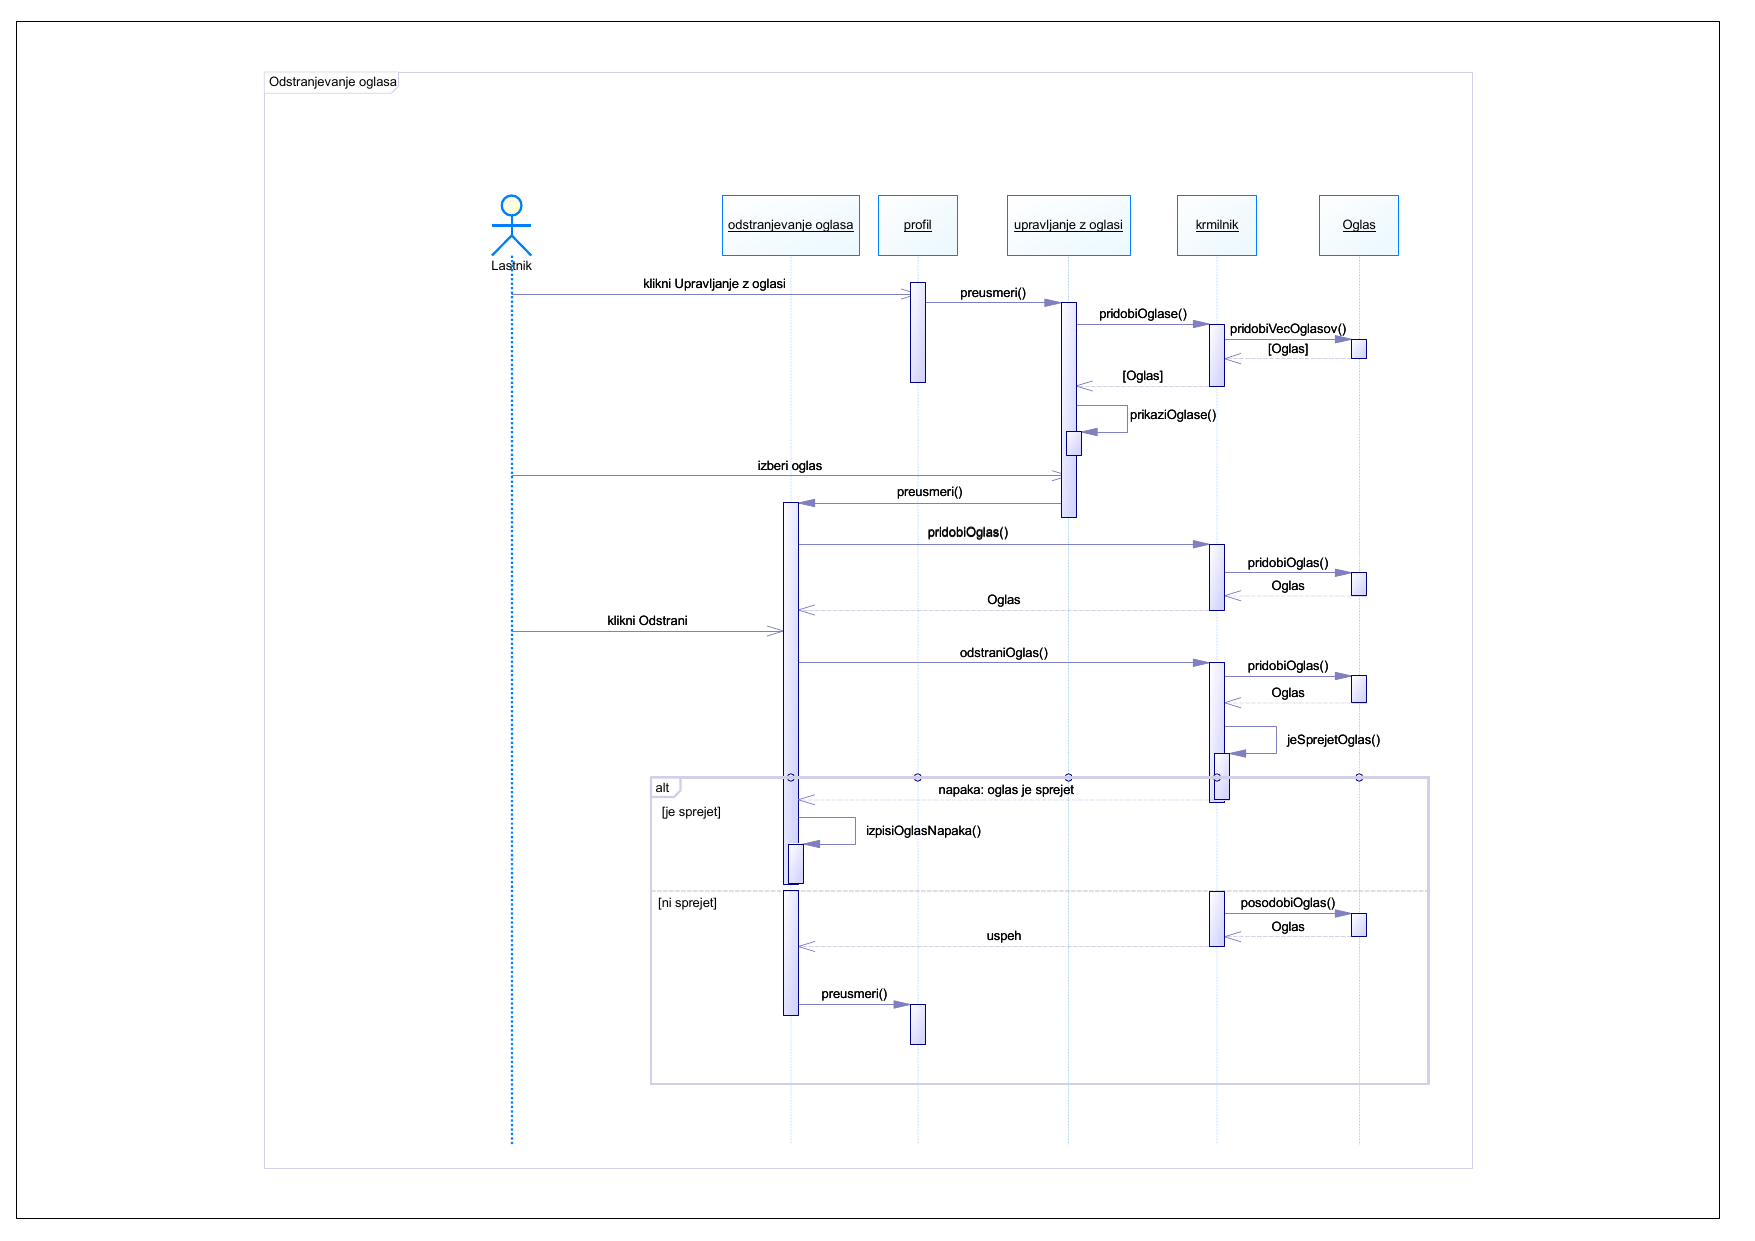 Odstranjevanje oglasa
Lastnik
odstranjevanje oglasa
profil
upravljanje z oglasi
krmilnik
Oglas
klikni Upravljanje z oglasi
preusmeri()
pridobiOglase()
pridobiVecOglasov()
[Oglas]
[Oglas]
prikaziOglase()
izberi oglas
preusmeri()
pridobiOglas()
pridobiOglas()
Oglas
Oglas
klikni Odstrani
odstraniOglas()
pridobiOglas()
Oglas
jeSprejetOglas()
alt
napaka: oglas je sprejet
[je sprejet]
izpisiOglasNapaka()
[ni sprejet]
posodobiOglas()
Oglas
uspeh
preusmeri()